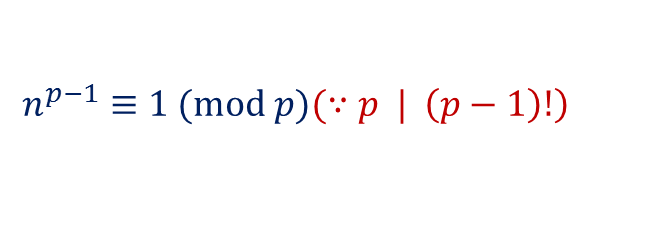 n^{p−1} ≡ 1 (mod p)(∵ p | (p − 1)!)